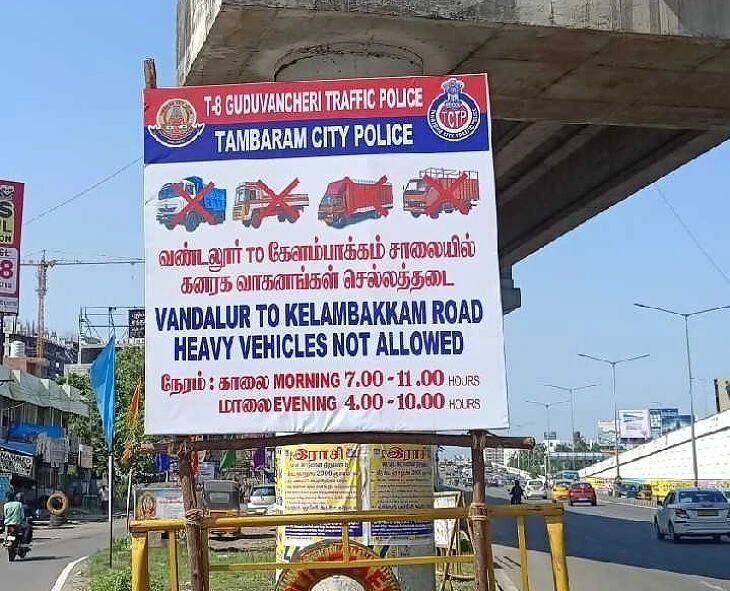 T-8 GUDUVANCHERI TRAFFIC POLICE
TAMBARAM CITY POLICE
TCTP
வண்டலூர் TO கேளம்பாக்கம் சாலையில்
கனரக வாகனங்கள் செல்லத்தடை
VANDALUR TO KELAMBAKKAM ROAD
HEAVY VEHICLES NOT ALLOWED
நேரம் : காலை MORNING 7.00 - 11.00 HOURS
மாலை EVENING 4.00 - 10.00 HOURS
இராசி